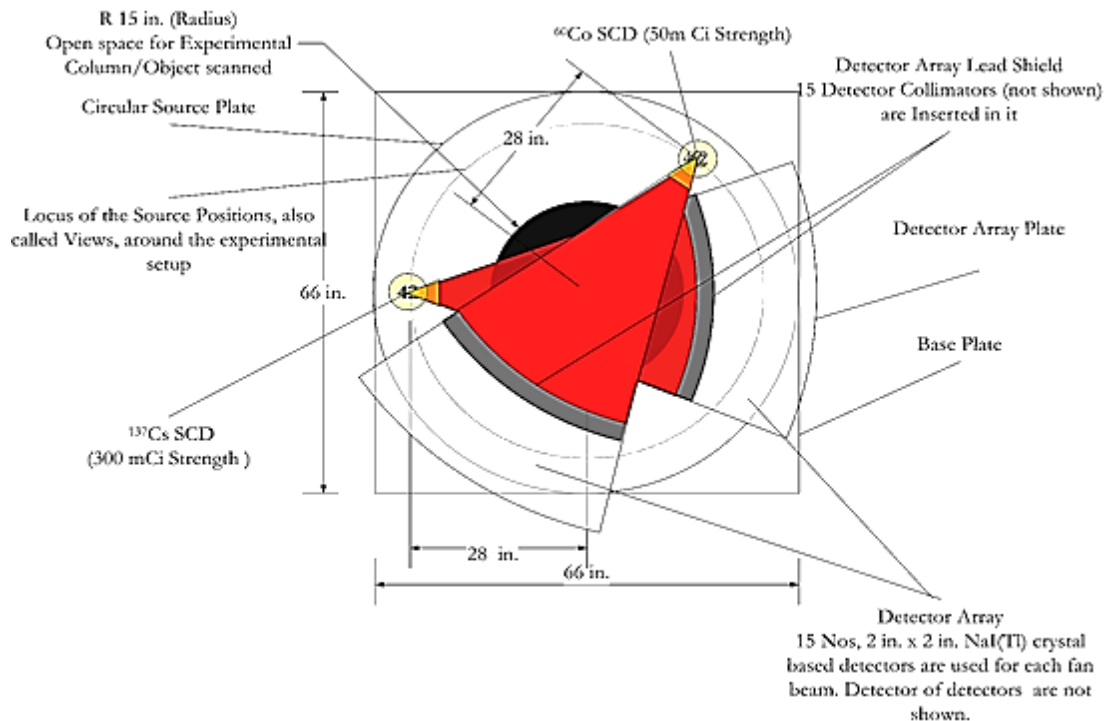 R 15 in. (Radius)
Open space for Experimental
Column/Object scanned
Circular Source Plate
Locus of the Source Positions, also
called Views, around the experimental
setup
⁶⁰Co SCD (50m Ci Strength)
Detector Array Lead Shield
15 Detector Collimators (not shown)
are Inserted in it
28 in.
Detector Array Plate
66 in.
42
Base Plate
¹³⁷Cs SCD
(300 mCi Strength )
28 in.
66 in.
Detector Array
15 Nos, 2 in. x 2 in. NaI(Tl) crystal
based detectors are used for each fan
beam. Detector of detectors are not
shown.